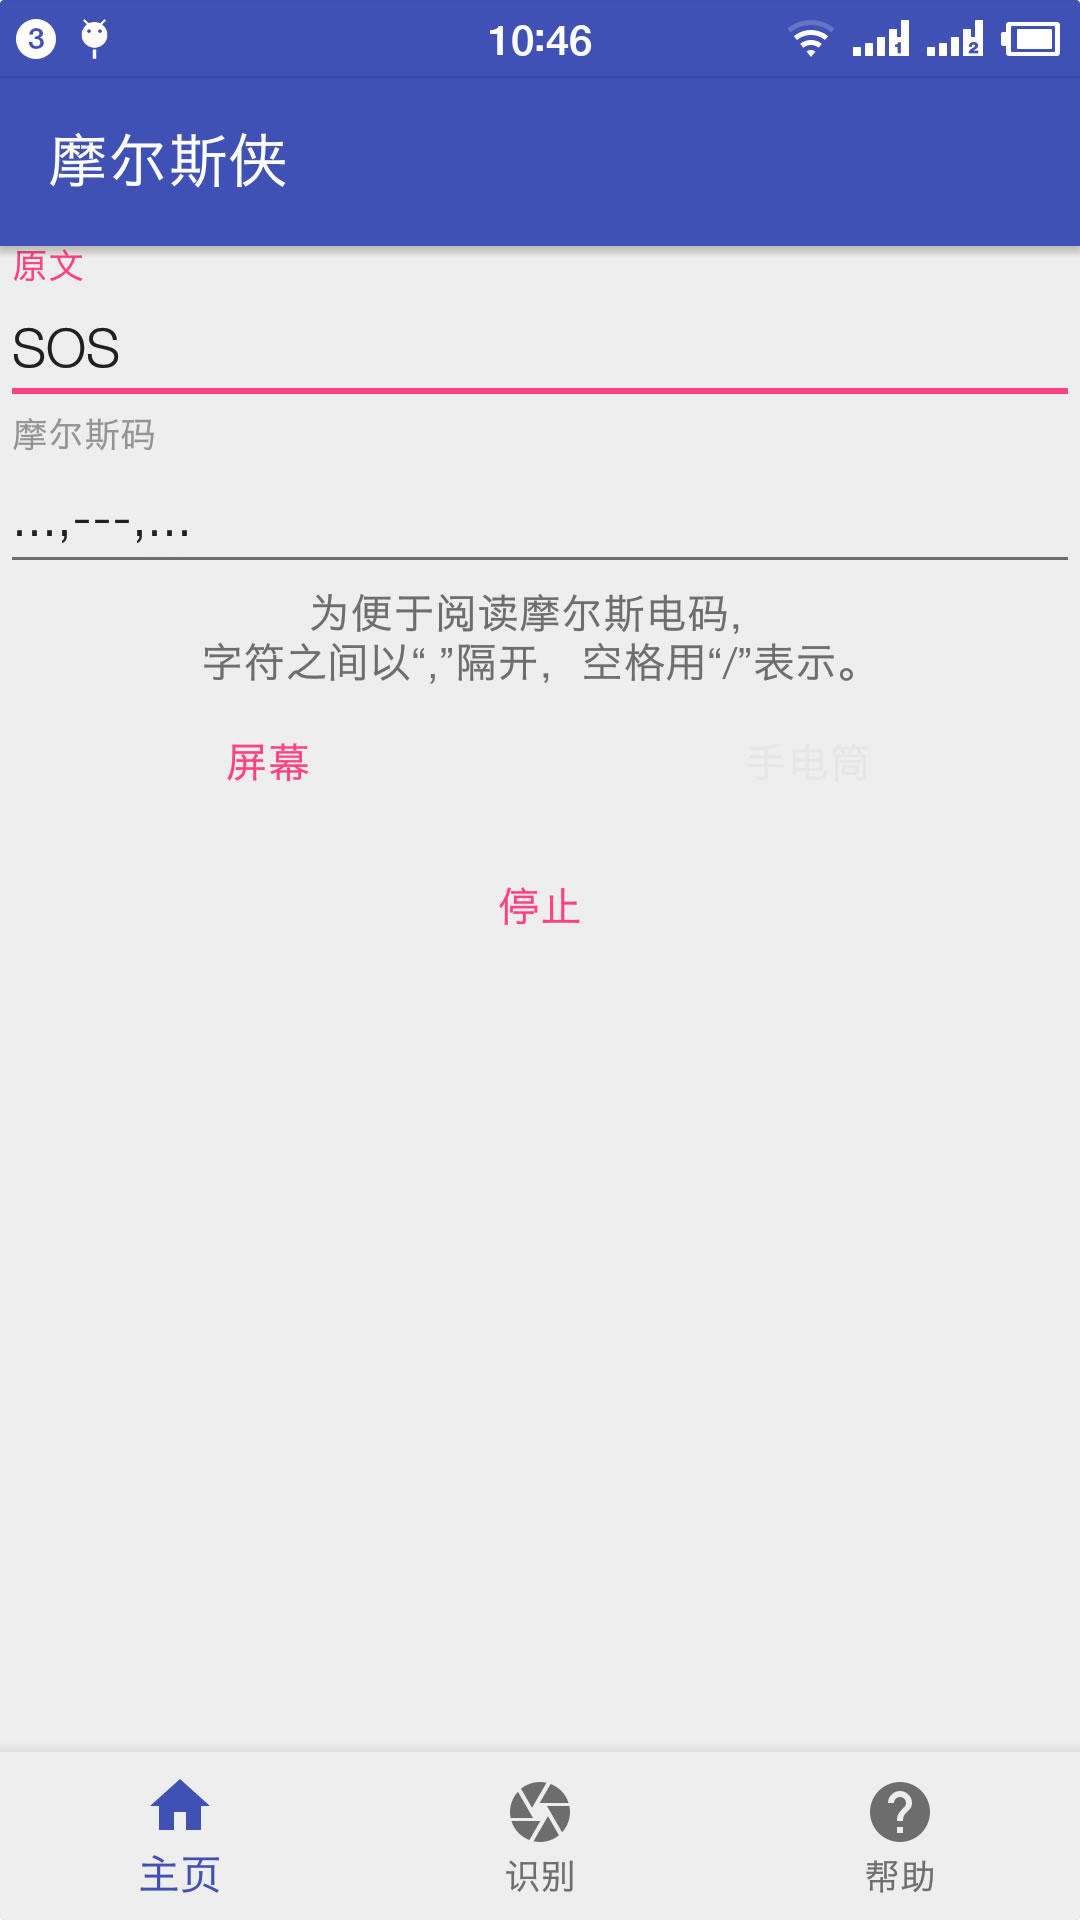 3 10:46 1 2
摩尔斯侠
原文
SOS
摩尔斯码
...,---,...
为便于阅读摩尔斯电码,
字符之间以“,”隔开，空格用“/”表示。
屏幕 手电筒
停止
主页 识别 帮助